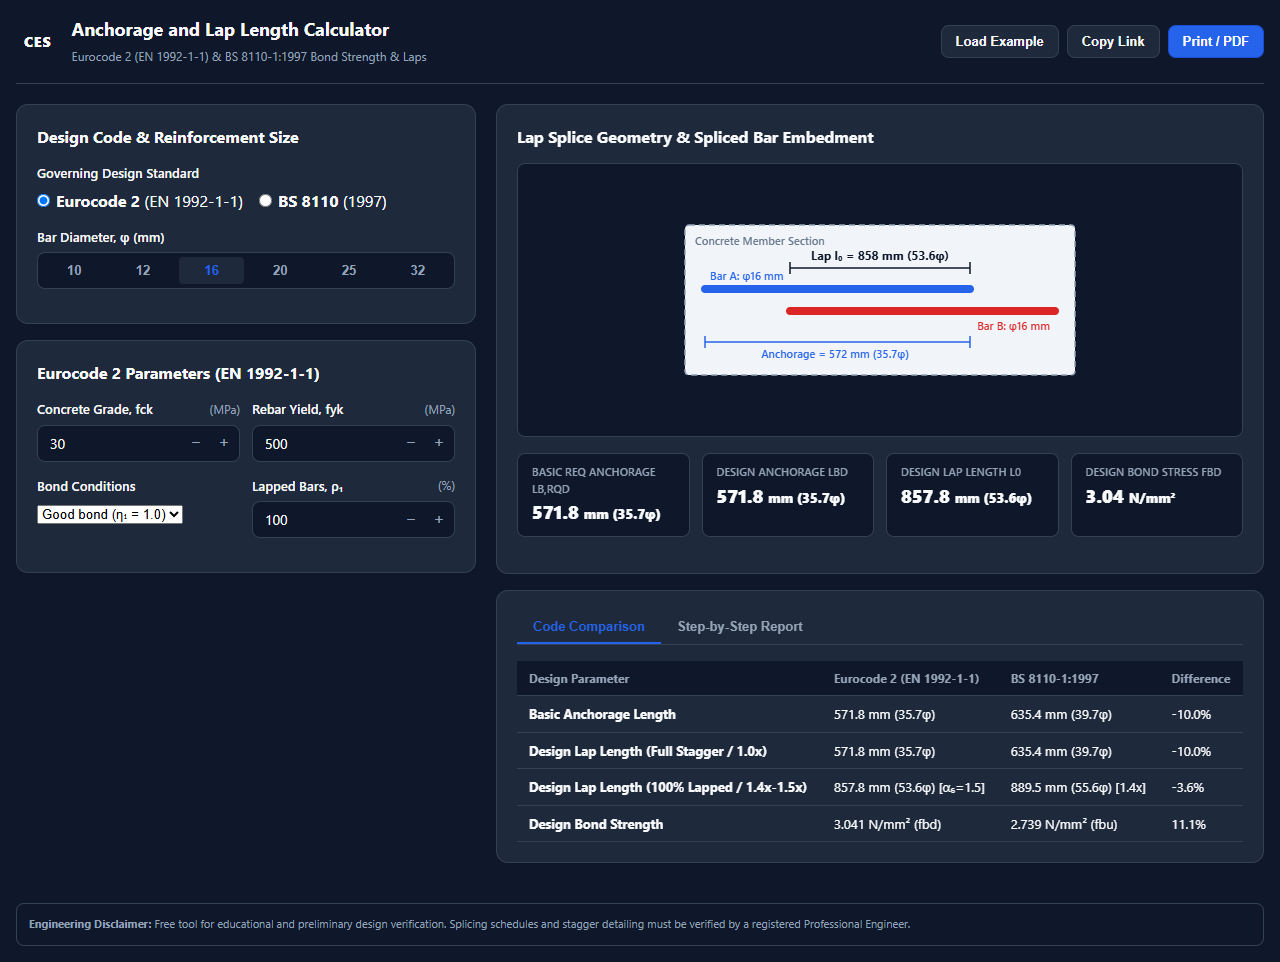 CES
Anchorage and Lap Length Calculator
Eurocode 2 (EN 1992-1-1) & BS 8110-1:1997 Bond Strength & Laps
Load Example
Copy Link
Print / PDF
Design Code & Reinforcement Size
Governing Design Standard
Eurocode 2 (EN 1992-1-1) BS 8110 (1997)
Bar Diameter, φ (mm)
10 12 16 20 25 32
Eurocode 2 Parameters (EN 1992-1-1)
Concrete Grade, fck (MPa)
30 − +
Rebar Yield, fyk (MPa)
500 − +
Bond Conditions
Good bond (η₁ = 1.0)
Lapped Bars, ρ₁ (%)
100 − +
Lap Splice Geometry & Spliced Bar Embedment
Concrete Member Section
Lap l₀ = 858 mm (53.6φ)
Bar A: φ16 mm
Bar B: φ16 mm
Anchorage = 572 mm (35.7φ)
BASIC REQ ANCHORAGE
LB,RQD
571.8 mm (35.7φ)
DESIGN ANCHORAGE LBD
571.8 mm (35.7φ)
DESIGN LAP LENGTH L0
857.8 mm (53.6φ)
DESIGN BOND STRESS FBD
3.04 N/mm²
Code Comparison
Step-by-Step Report
Design Parameter Eurocode 2 (EN 1992-1-1) BS 8110-1:1997 Difference
Basic Anchorage Length 571.8 mm (35.7φ) 635.4 mm (39.7φ) -10.0%
Design Lap Length (Full Stagger / 1.0x) 571.8 mm (35.7φ) 635.4 mm (39.7φ) -10.0%
Design Lap Length (100% Lapped / 1.4x-1.5x) 857.8 mm (53.6φ) [α₆=1.5] 889.5 mm (55.6φ) [1.4x] -3.6%
Design Bond Strength 3.041 N/mm² (fbd) 2.739 N/mm² (fbu) 11.1%
Engineering Disclaimer: Free tool for educational and preliminary design verification. Splicing schedules and stagger detailing must be verified by a registered Professional Engineer.